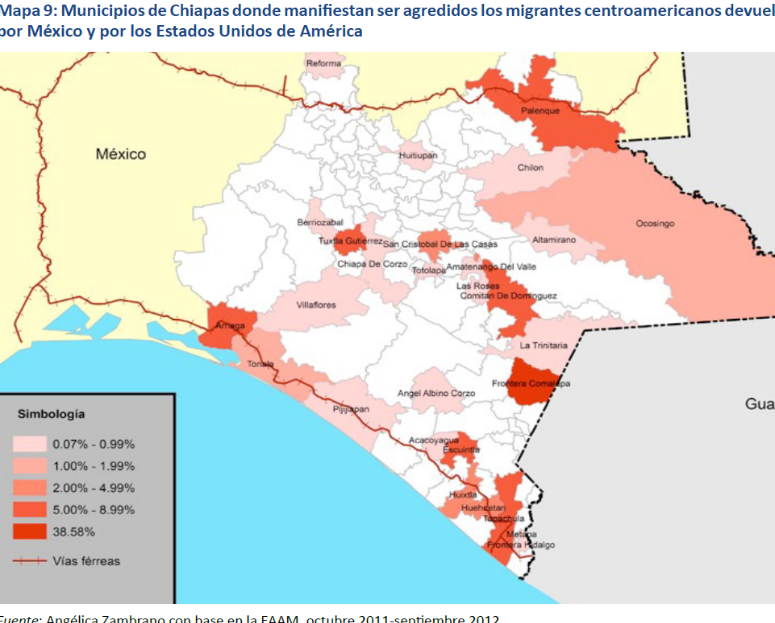 Mapa 9: Municipios de Chiapas donde manifiestan ser agredidos los migrantes centroamericanos devuel
por México y por los Estados Unidos de América
Reforma
Palenque
México
Huitiupan
Chilon
Ocosingo
Berriozabal
Tuxtla Gutierrez
San Cristobal De Las Casas
Altamirano
Chiapa De Corzo
Totolapa
Amatenango Del Valle
Las Rosas
Comitan De Dominguez
Villaflores
Arriaga
La Trinitaria
Tonala
Frontera Comalapa
Angel Albino Corzo
Pijijiapan
Gua
Acacoyagua
Escuintla
Huixtla
Huehuetan
Tapachula
Metapa
Frontera Hidalgo
Simbología
0.07% - 0.99%
1.00% - 1.99%
2.00% - 4.99%
5.00% - 8.99%
38.58%
Vías férreas
Fuente: Angélica Zambrano con base en la EAAM, octubre 2011-septiembre 2012